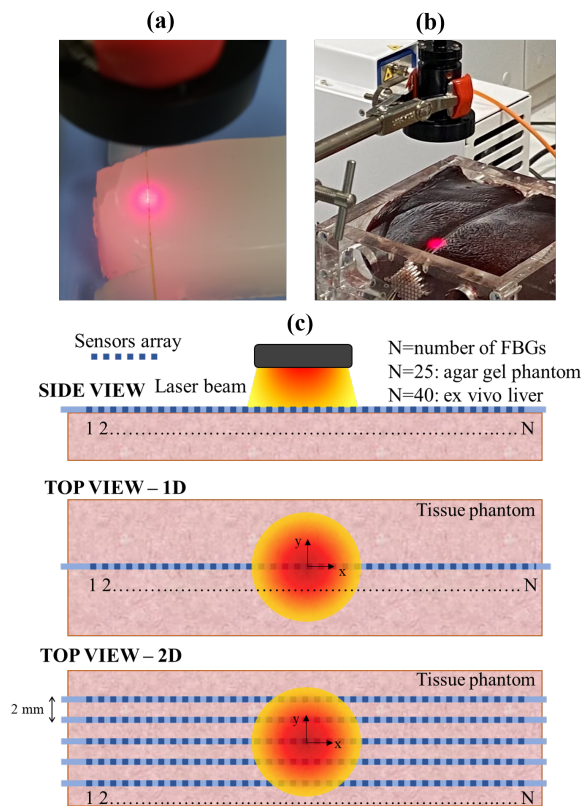 (a)
(b)
(c)
Sensors array
Laser beam
N=number of FBGs
N=25: agar gel phantom
N=40: ex vivo liver
SIDE VIEW
1 2.......................................................................N
TOP VIEW – 1D
Tissue phantom
y
x
1 2.......................................................................N
TOP VIEW – 2D
Tissue phantom
2 mm
y
x
1 2.......................................................................N